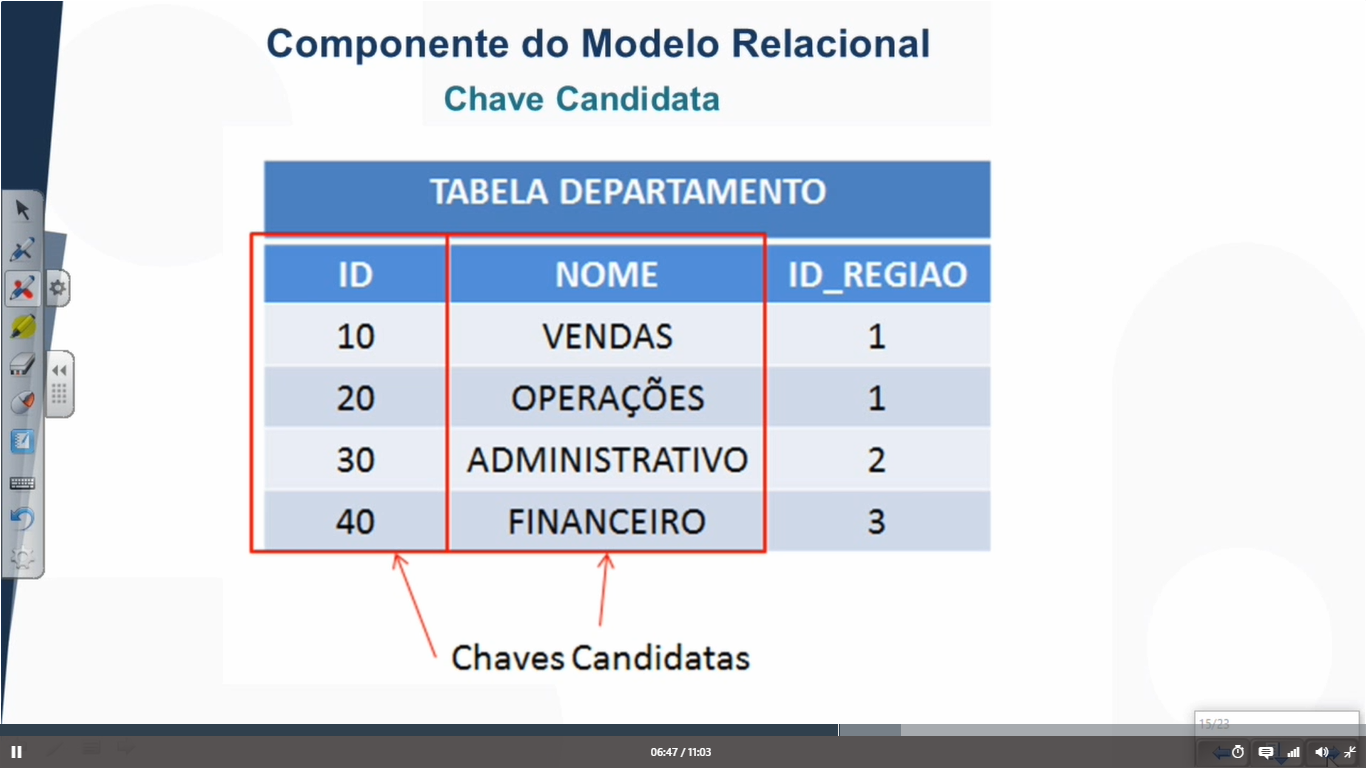 Componente do Modelo Relacional
Chave Candidata
TABELA DEPARTAMENTO
ID NOME ID_REGIAO
10 VENDAS 1
20 OPERAÇÕES 1
30 ADMINISTRATIVO 2
40 FINANCEIRO 3
Chaves Candidatas
15/23
06:47 / 11:03